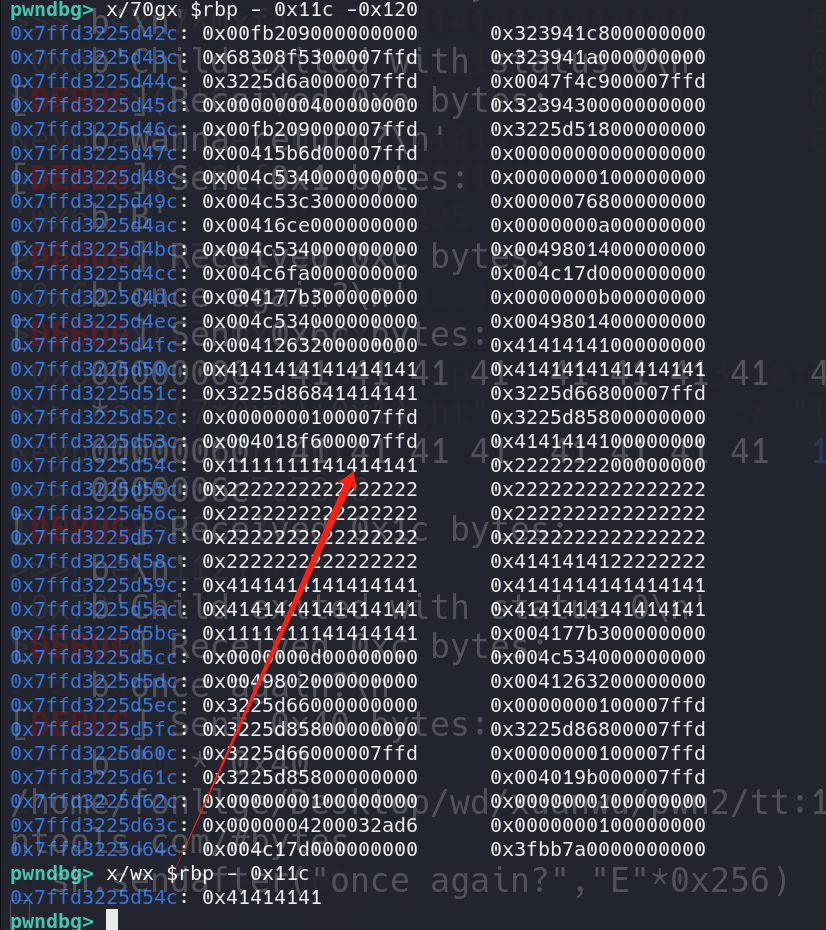 pwndbg> x/70gx $rbp - 0x11c -0x120
0x7ffd3225d42c: 0x00fb209000000000 0x323941c800000000
0x7ffd3225d43c: 0x68308f5300007ffd 0x323941a000000000
0x7ffd3225d44c: 0x3225d6a000007ffd 0x0047f4c900007ffd
0x7ffd3225d45c: 0x0000000400000000 0x3239430000000000
0x7ffd3225d46c: 0x00fb209000007ffd 0x3225d51800000000
0x7ffd3225d47c: 0x00415b6d00007ffd 0x0000000000000000
0x7ffd3225d48c: 0x004c534000000000 0x0000000100000000
0x7ffd3225d49c: 0x004c53c300000000 0x0000076800000000
0x7ffd3225d4ac: 0x00416ce000000000 0x0000000a00000000
0x7ffd3225d4bc: 0x004c534000000000 0x0049801400000000
0x7ffd3225d4cc: 0x004c6fa000000000 0x004c17d000000000
0x7ffd3225d4dc: 0x004177b300000000 0x0000000b00000000
0x7ffd3225d4ec: 0x004c534000000000 0x0049801400000000
0x7ffd3225d4fc: 0x0041263200000000 0x4141414100000000
0x7ffd3225d50c: 0x4141414141414141 0x4141414141414141
0x7ffd3225d51c: 0x3225d86841414141 0x3225d66800007ffd
0x7ffd3225d52c: 0x0000000100007ffd 0x3225d85800000000
0x7ffd3225d53c: 0x004018f600007ffd 0x4141414100000000
0x7ffd3225d54c: 0x1111111141414141 0x2222222200000000
0x7ffd3225d55c: 0x2222222222222222 0x2222222222222222
0x7ffd3225d56c: 0x2222222222222222 0x2222222222222222
0x7ffd3225d57c: 0x2222222222222222 0x2222222222222222
0x7ffd3225d58c: 0x2222222222222222 0x4141414122222222
0x7ffd3225d59c: 0x4141414141414141 0x4141414141414141
0x7ffd3225d5ac: 0x4141414141414141 0x4141414141414141
0x7ffd3225d5bc: 0x1111111141414141 0x004177b300000000
0x7ffd3225d5cc: 0x0000000d00000000 0x004c534000000000
0x7ffd3225d5dc: 0x0049802000000000 0x0041263200000000
0x7ffd3225d5ec: 0x3225d66000000000 0x0000000100007ffd
0x7ffd3225d5fc: 0x3225d85800000000 0x3225d86800007ffd
0x7ffd3225d60c: 0x3225d66000007ffd 0x0000000100007ffd
0x7ffd3225d61c: 0x3225d85800000000 0x004019b000007ffd
0x7ffd3225d62c: 0x0000000100000000 0x0000000100000000
0x7ffd3225d63c: 0x0000004200032ad6 0x0000000100000000
0x7ffd3225d64c: 0x004c17d000000000 0x3fbb7a0000000000
pwndbg> x/wx $rbp - 0x11c
0x7ffd3225d54c: 0x41414141
pwndbg>